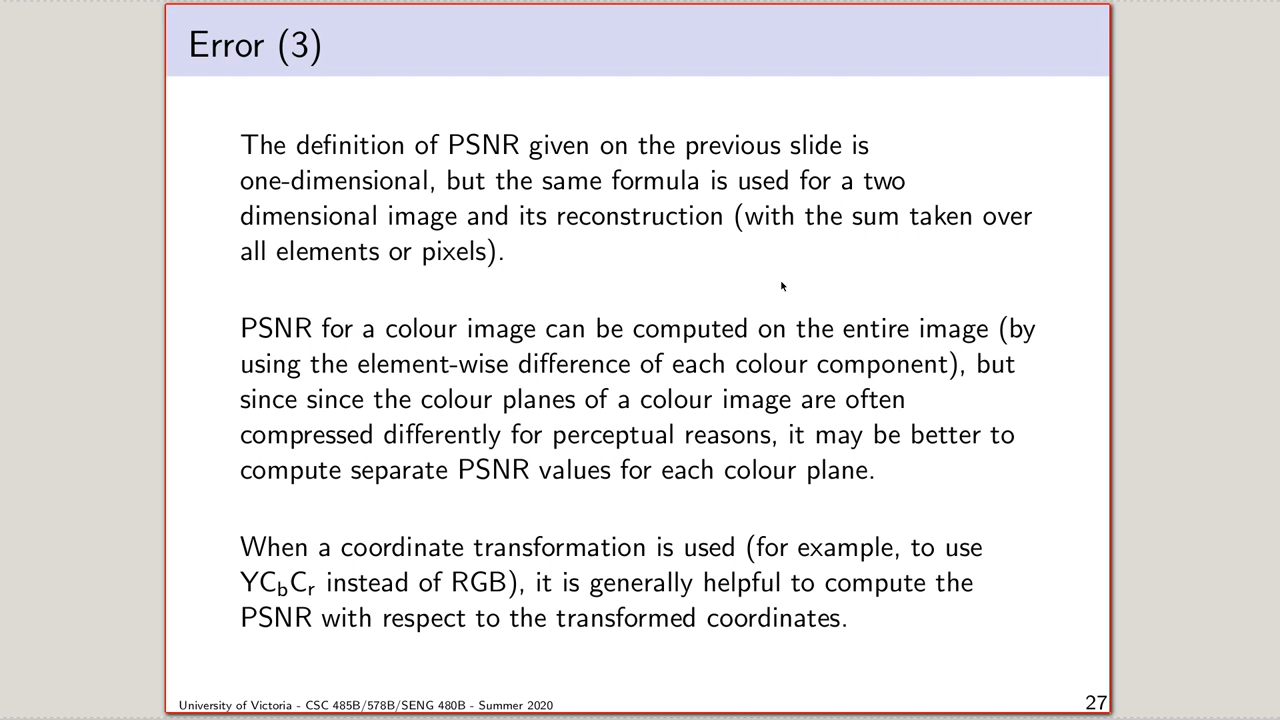 Error (3)
The definition of PSNR given on the previous slide is
one-dimensional, but the same formula is used for a two
dimensional image and its reconstruction (with the sum taken over
all elements or pixels).
PSNR for a colour image can be computed on the entire image (by
using the element-wise difference of each colour component), but
since since the colour planes of a colour image are often
compressed differently for perceptual reasons, it may be better to
compute separate PSNR values for each colour plane.
When a coordinate transformation is used (for example, to use
YCbCr instead of RGB), it is generally helpful to compute the
PSNR with respect to the transformed coordinates.
University of Victoria - CSC 485B/578B/SENG 480B - Summer 2020
27